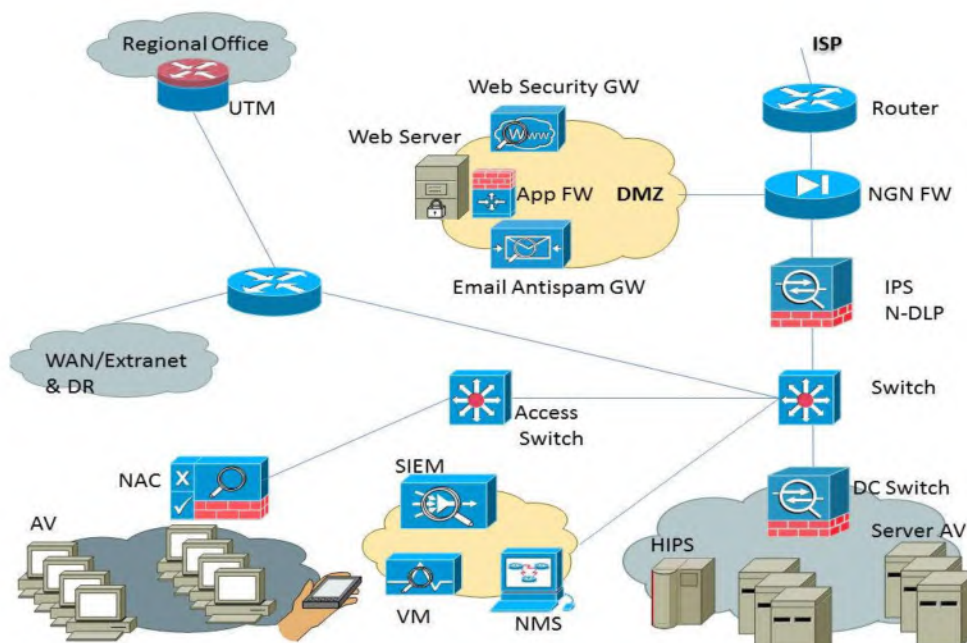 Regional Office
UTM
ISP
Web Security GW
Router
Web Server
Www
App FW
DMZ
NGN FW
Email Antispam GW
IPS
N-DLP
WAN/Extranet
& DR
Access
Switch
Switch
NAC
SIEM
DC Switch
AV
HIPS
Server AV
VM
NMS